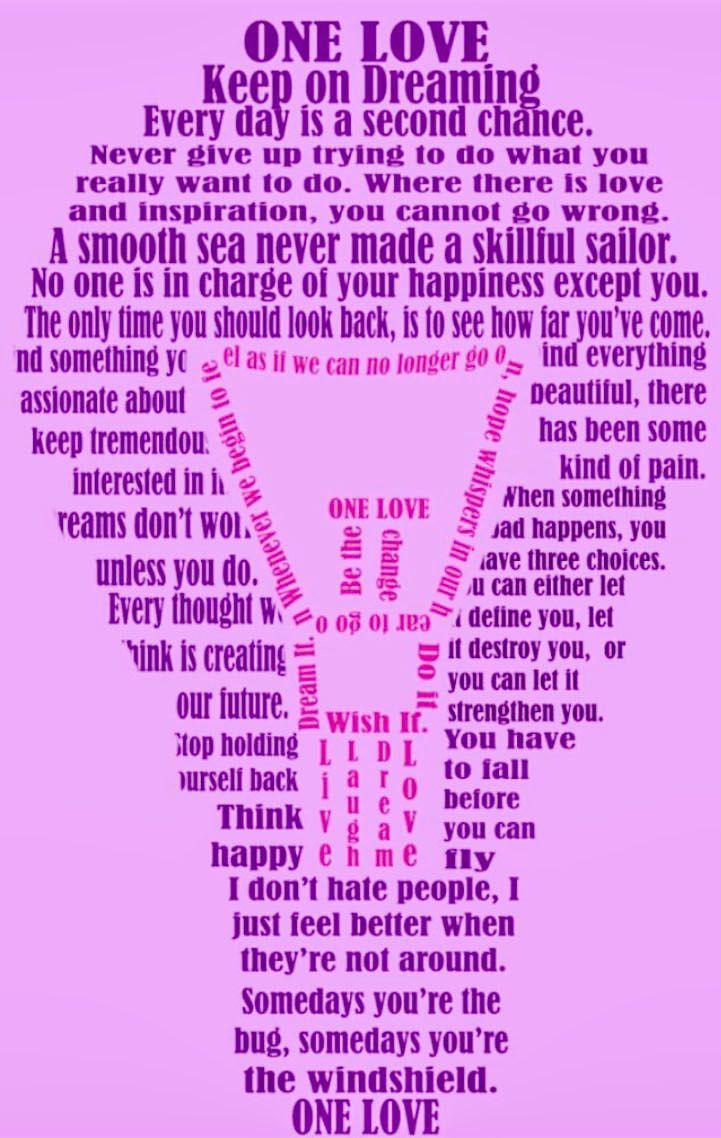 ONE LOVE
Keep on Dreaming
Every day is a second chance.
Never give up trying to do what you
really want to do. Where there is love
and inspiration, you cannot go wrong.
A smooth sea never made a skillful sailor.
No one is in charge of your happiness except you.
The only time you should look back, is to see how far you've come.
nd something yo
assionate about
keep tremendou
interested in i
reams don't wor
unless you do.
Every thought w
hink is creating
our future.
top holding
ourself back
Think
happy
n Whenever we begin to fe
el as if we can no longer go o
n, hope whispers in our h
ear to go o
ONE LOVE
Be the
change
Dream It.
Do it
Wish It.
Live
Laugh
Dream
Love
ind everything
beautiful, there
has been some
kind of pain.
When something
bad happens, you
ave three choices.
u can either let
define you, let
it destroy you, or
you can let it
strengthen you.
You have
to fall
before
you can
fly
I don't hate people, I
just feel better when
they're not around.
Somedays you're the
bug, somedays you're
the windshield.
ONE LOVE